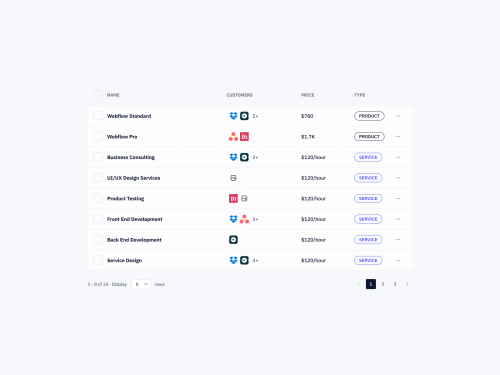 NAME CUSTOMERS PRICE TYPE
Webflow Standard 2+ $780 PRODUCT
Webflow Pro In $1.7K PRODUCT
Business Consulting 2+ $120/hour SERVICE
UI/UX Design Services $120/hour SERVICE
Product Testing In $120/hour SERVICE
Front End Development 3+ $120/hour SERVICE
Back End Development $120/hour SERVICE
Service Design 4+ $120/hour SERVICE
1 - 8 of 24 · Display 8 rows 1 2 3